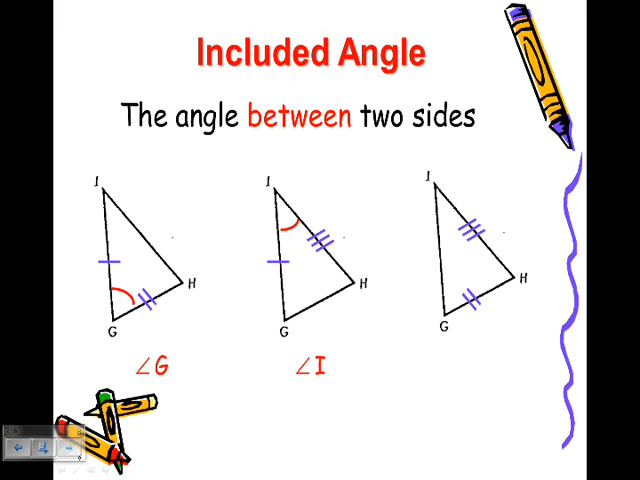 Included Angle
The angle between two sides
I
H
G
I
H
G
I
H
G
∠G
∠I